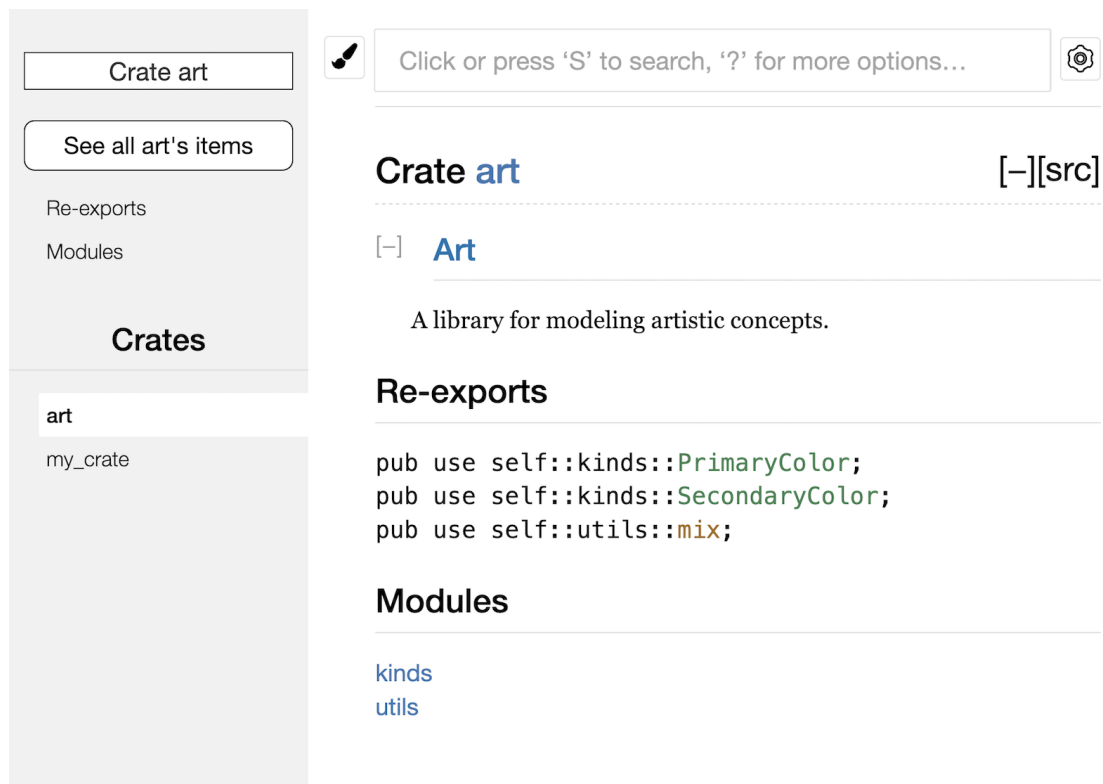 Crate art
See all art's items
Re-exports
Modules
Crates
art
my_crate
Click or press ‘S’ to search, ‘?’ for more options…
Crate art
[−][src]
[−] Art
A library for modeling artistic concepts.
Re-exports
pub use self::kinds::PrimaryColor;
pub use self::kinds::SecondaryColor;
pub use self::utils::mix;
Modules
kinds
utils